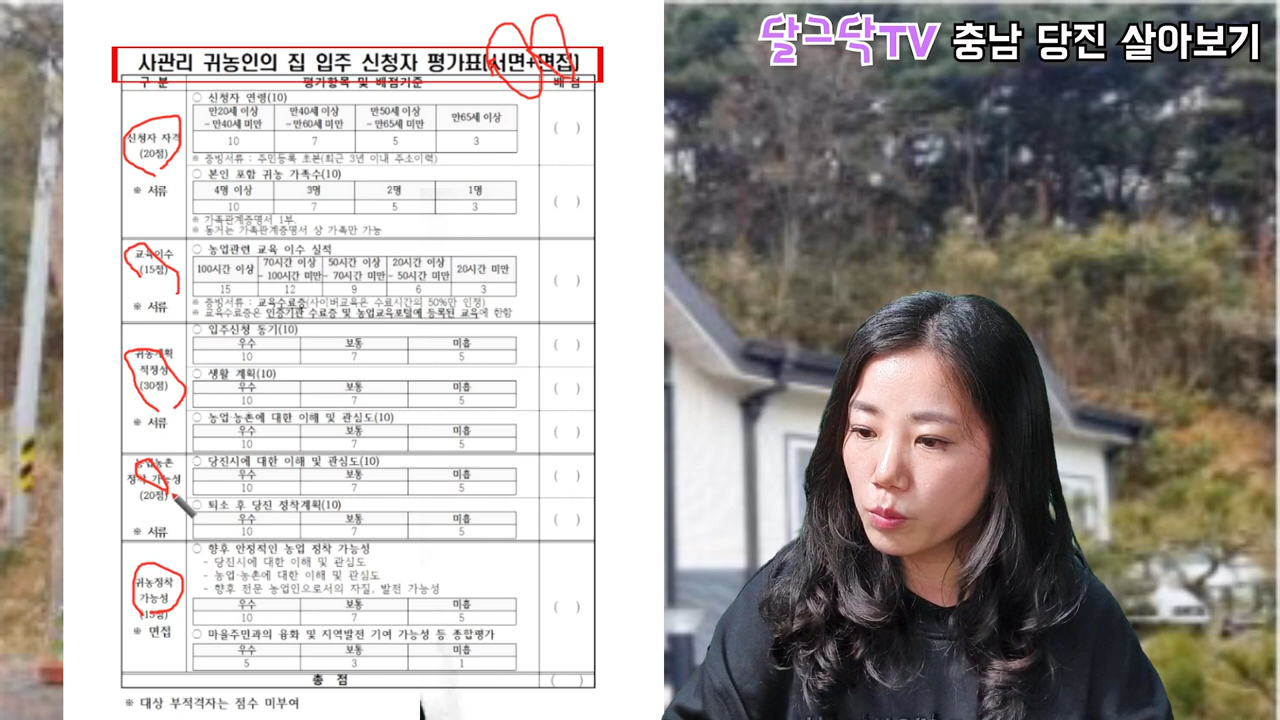 달그닥TV 충남 당진 살아보기
사관리 귀농인의 집 입주 신청자 평가표(서면+면접)
구 분 평가항목 및 배점기준 배 점
신청자 자격
(20점)
※ 서류
○ 신청자 연령(10)
만20세 이상 만40세 이상 만50세 이상 만65세 이상
~만40세 미만 ~만60세 미만 ~만65세 미만
10 7 5 3
( )
※ 증빙서류 : 주민등록 초본(최근 3년 이내 주소이력)
○ 본인 포함 귀농 가족수(10)
4명 이상 3명 2명 1명
10 7 5 3
( )
※ 가족관계증명서 1부.
※ 동거는 가족관계증명서 상 가족만 가능
교육이수
(15점)
※ 서류
○ 농업관련 교육 이수 실적
100시간 이상 70시간 이상 50시간 이상 20시간 이상 20시간 미만
~100시간 미만 ~70시간 미만 ~50시간 미만
15 12 9 6 3
( )
※ 증빙서류 : 교육수료증(사이버교육은 수료시간의 50%만 인정)
※ 교육수료증은 인증기관 수료증 및 농업교육포털에 등록된 교육에 한함
귀농계획
적정성
(30점)
※ 서류
○ 입주신청 동기(10)
우수 보통 미흡
10 7 5
( )
○ 생활 계획(10)
우수 보통 미흡
10 7 5
( )
○ 농업·농촌에 대한 이해 및 관심도(10)
우수 보통 미흡
10 7 5
( )
농업농촌
정착 가능성
(20점)
※ 서류
○ 당진시에 대한 이해 및 관심도(10)
우수 보통 미흡
10 7 5
( )
○ 퇴소 후 당진 정착계획(10)
우수 보통 미흡
10 7 5
( )
귀농정착
가능성
(15점)
※ 면접
○ 향후 안정적인 농업 정착 가능성
- 당진시에 대한 이해 및 관심도
- 농업·농촌에 대한 이해 및 관심도
- 향후 전문 농업인으로서의 자질, 발전 가능성
우수 보통 미흡
10 7 5
( )
○ 마을주민과의 융화 및 지역발전 기여 가능성 등 종합평가
우수 보통 미흡
5 3 1
총 점 ( )
※ 대상 부적격자는 점수 미부여